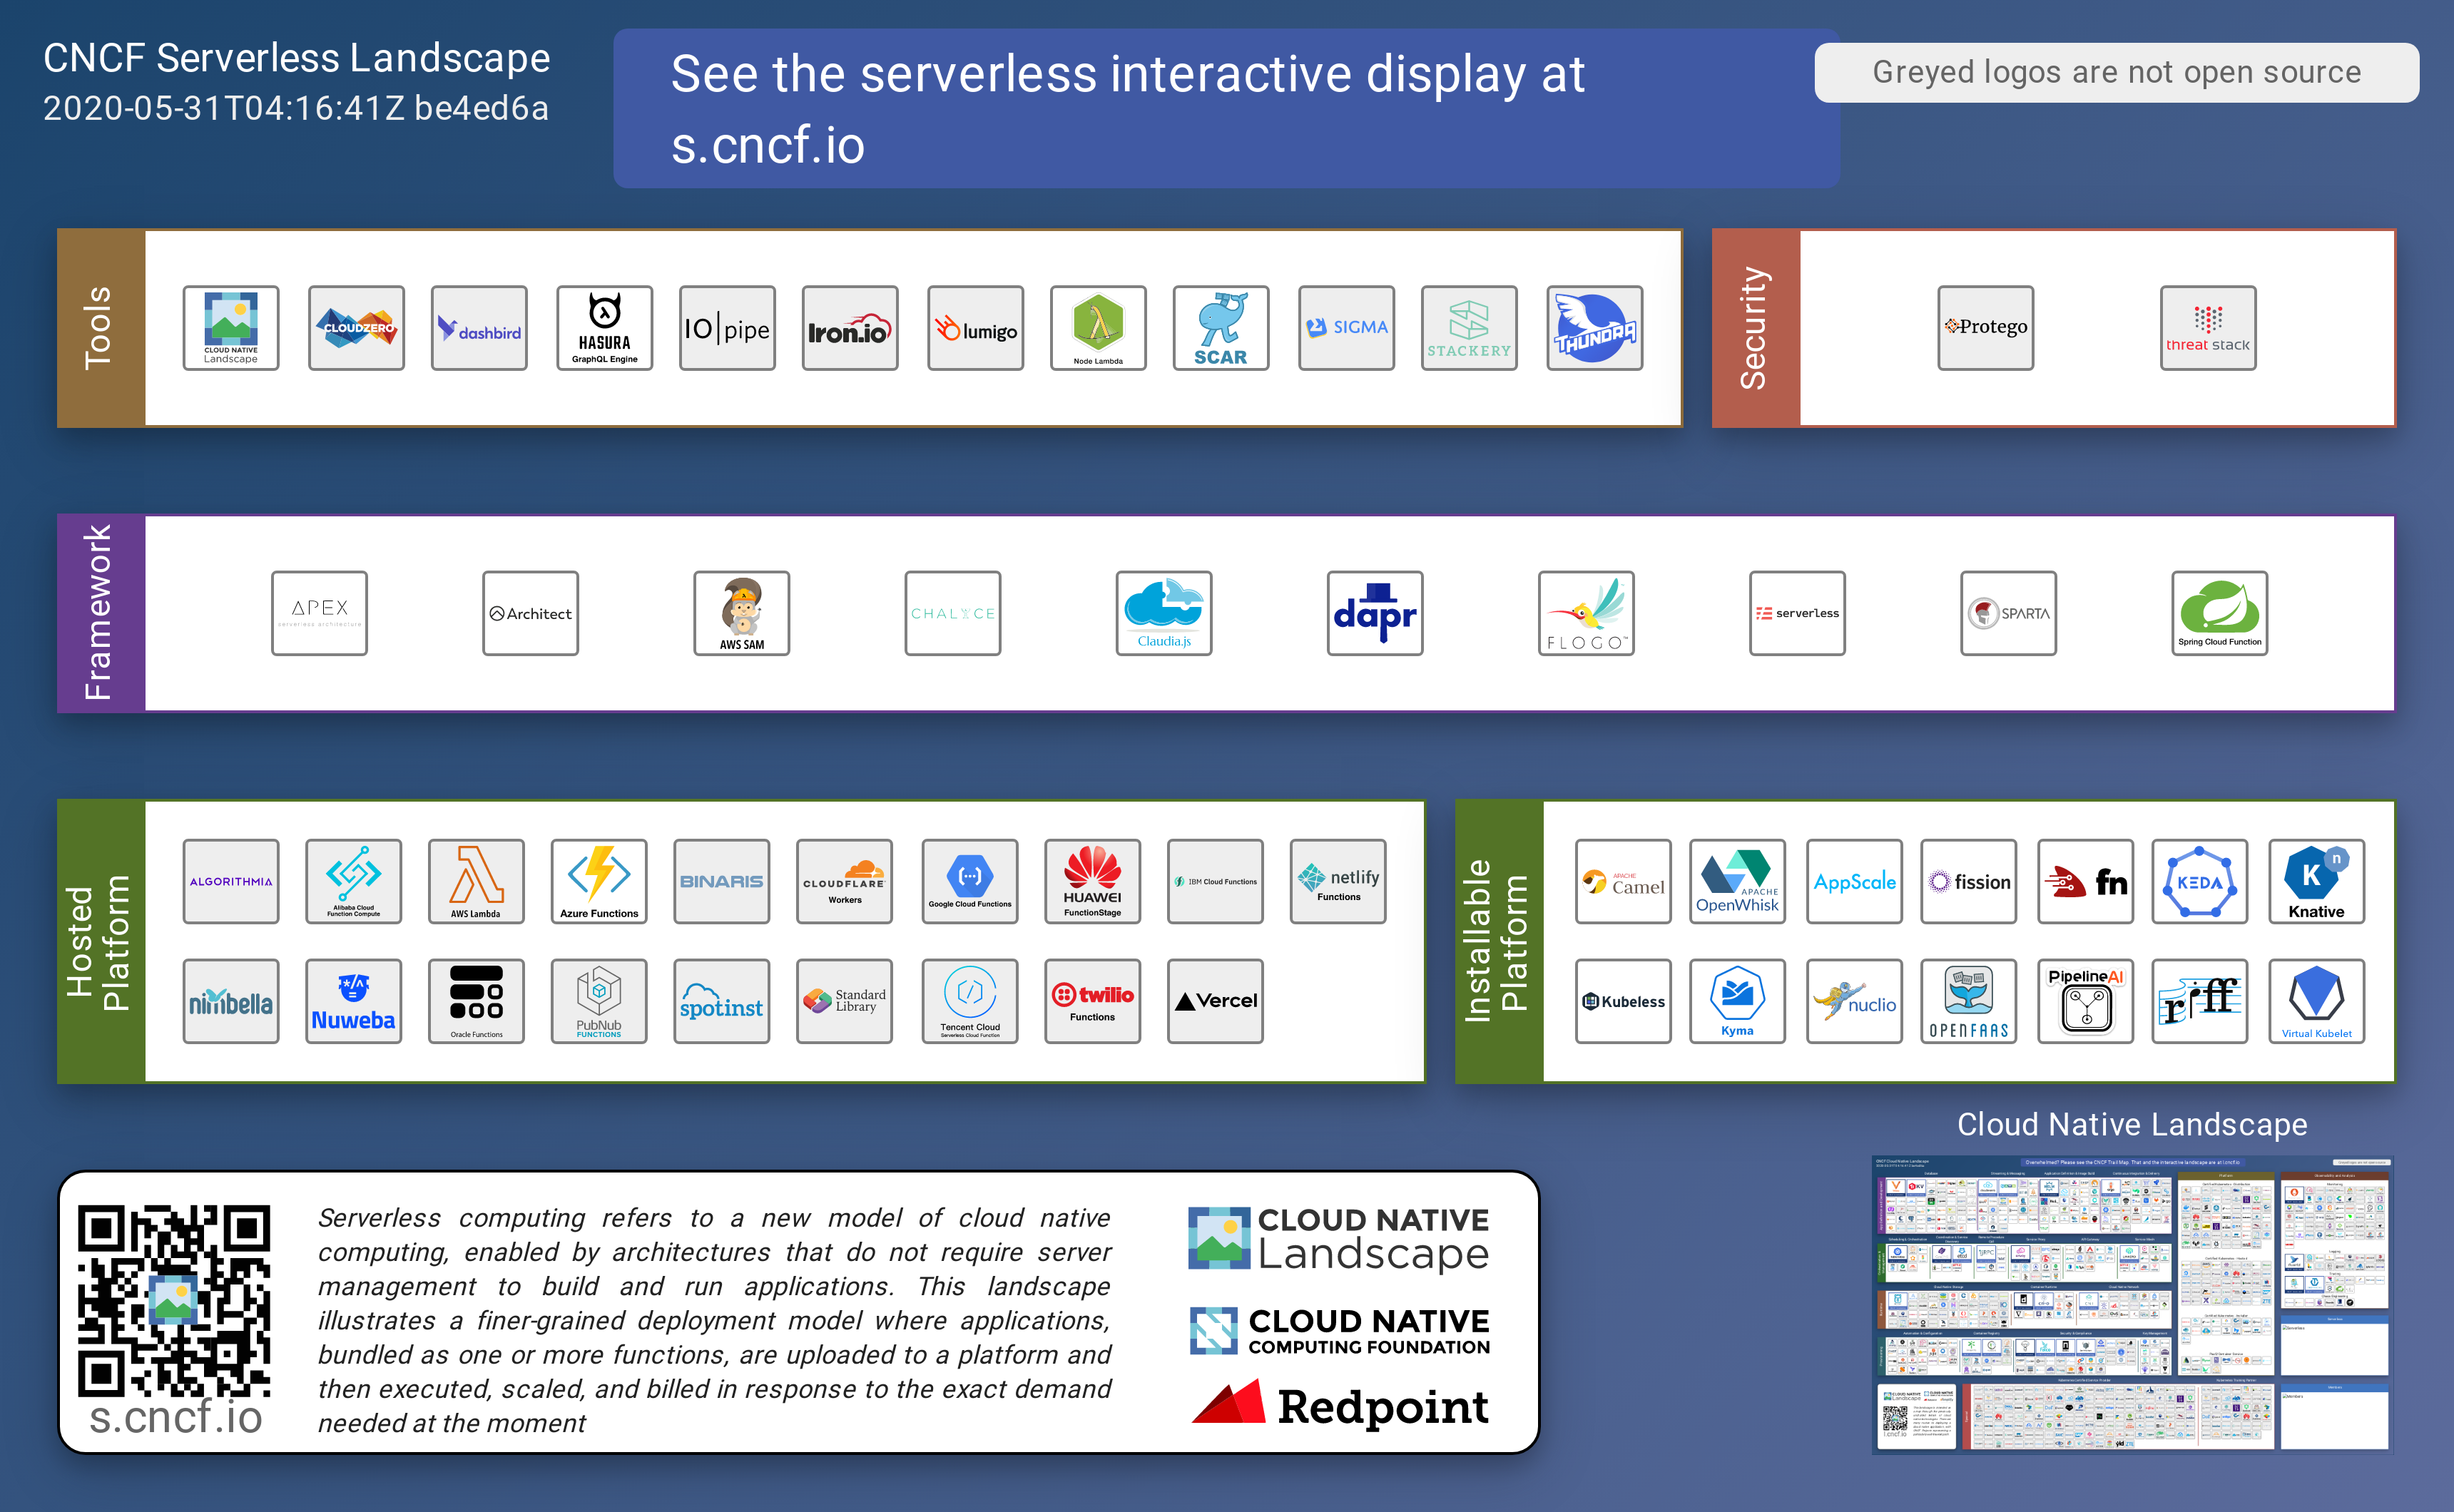 CNCF Serverless Landscape
2020-05-31T04:16:41Z be4ed6a
See the serverless interactive display at
s.cncf.io
Greyed logos are not open source
Tools
CLOUD NATIVE
Landscape
CLOUDZERO
dashbird
HASURA
GraphQL Engine
IO|pipe
Iron.io
lumigo
Node Lambda
SCAR
SIGMA
STACKERY
THUNDRA
Security
Protego
threat stack
Framework
APEX
serverless architecture
Architect
AWS SAM
CHALICE
Claudia.js
dapr
FLOGO™
serverless
SPARTA
Spring Cloud Function
Hosted
Platform
ALGORITHMIA
Alibaba Cloud
Function Compute
AWS Lambda
Azure Functions
BINARIS
CLOUDFLARE
Workers
Google Cloud Functions
HUAWEI
FunctionStage
IBM Cloud Functions
netlify
Functions
nimbella
Nuweba
Oracle Functions
PubNub
FUNCTIONS
spotinst
Standard
Library
Tencent Cloud
Serverless Cloud Function
twilio
Functions
Vercel
Installable
Platform
APACHE
Camel
APACHE
OpenWhisk
AppScale
fission
fn
KEDA
K n
Knative
Kubeless
Kyma
nuclio
OPENFAAS
PipelineAI
riff
Virtual Kubelet
s.cncf.io
Serverless computing refers to a new model of cloud native
computing, enabled by architectures that do not require server
management to build and run applications. This landscape
illustrates a finer-grained deployment model where applications,
bundled as one or more functions, are uploaded to a platform and
then executed, scaled, and billed in response to the exact demand
needed at the moment
CLOUD NATIVE
Landscape
CLOUD NATIVE
COMPUTING FOUNDATION
Redpoint
Cloud Native Landscape